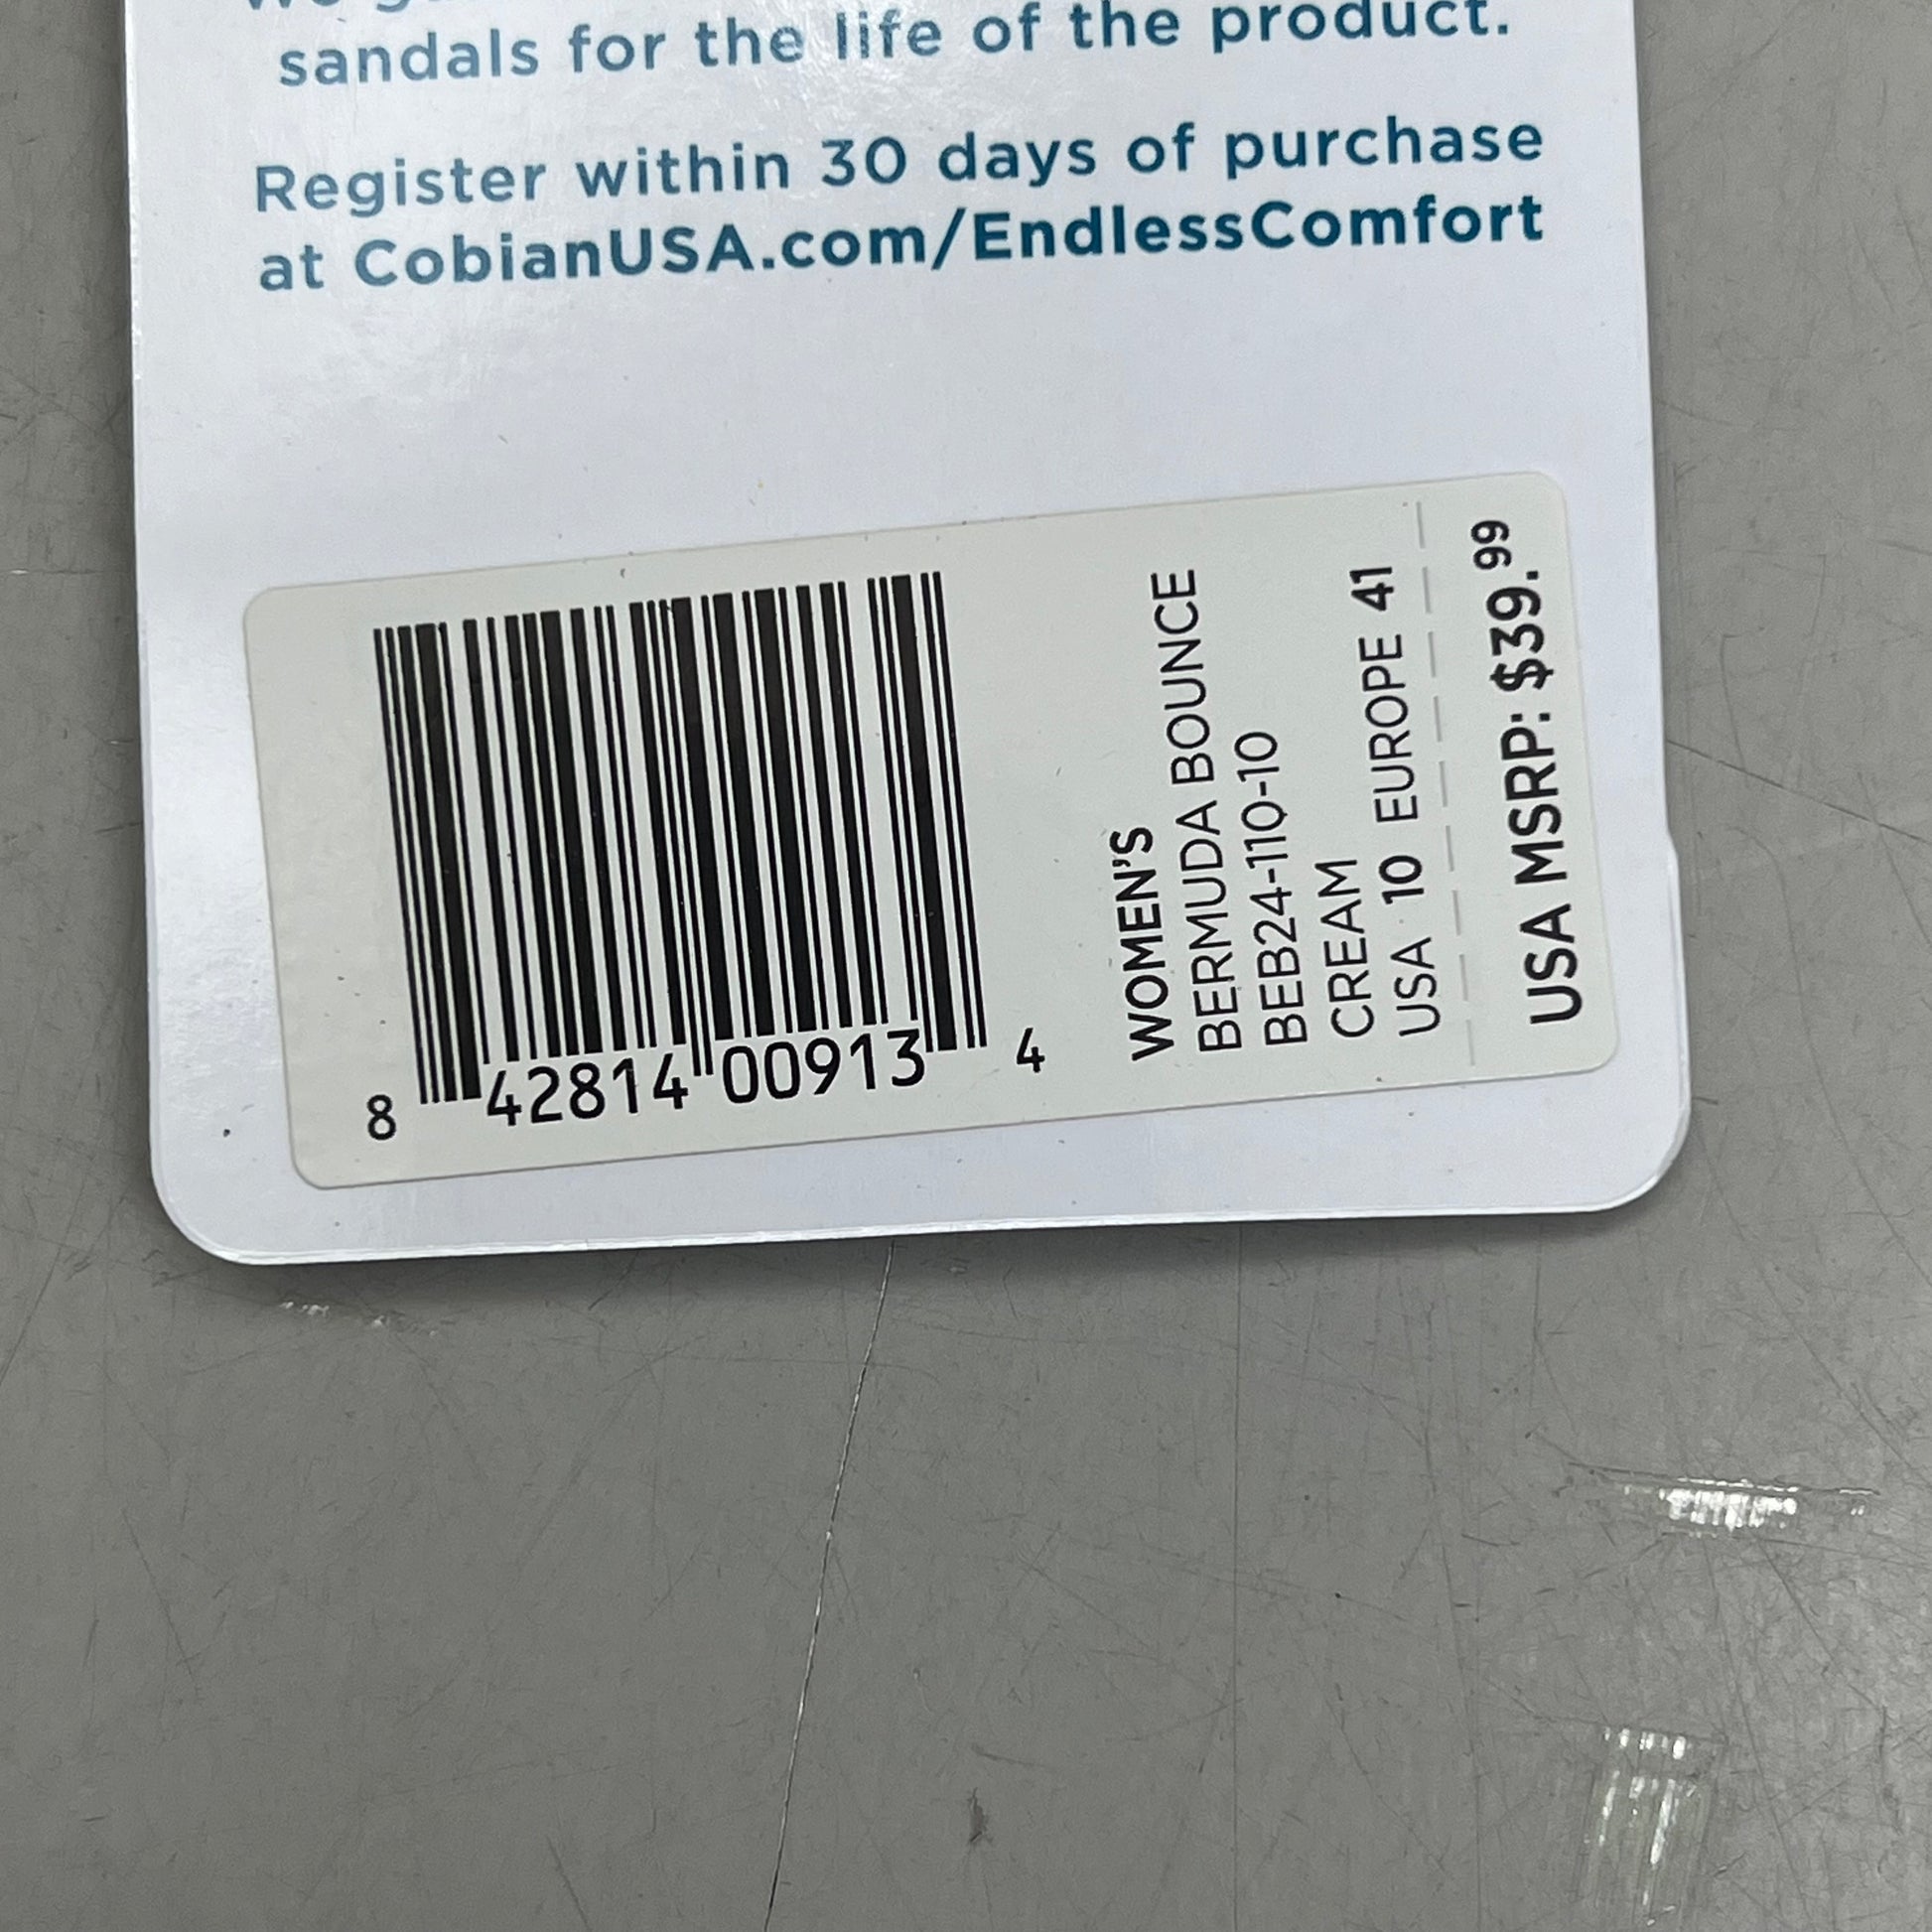 sandals for the life of the product.
Register within 30 days of purchase
at CobianUSA.com/EndlessComfort
8 42814 00913 4
WOMEN'S
BERMUDA BOUNCE
BEB24-110-10
CREAM
USA 10 EUROPE 41
USA MSRP: $39.99